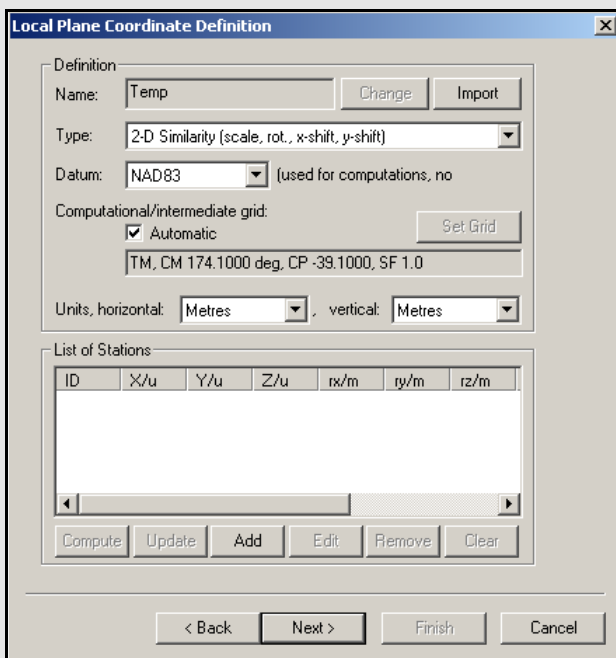 Local Plane Coordinate Definition
Definition
Name: Temp Change Import
Type: 2-D Similarity (scale, rot., x-shift, y-shift)
Datum: NAD83 (used for computations, no
Computational/intermediate grid:
Automatic Set Grid
TM, CM 174.1000 deg, CP -39.1000, SF 1.0
Units, horizontal: Metres , vertical: Metres
List of Stations
ID X/u Y/u Z/u rx/m ry/m rz/m
Compute Update Add Edit Remove Clear
< Back Next > Finish Cancel